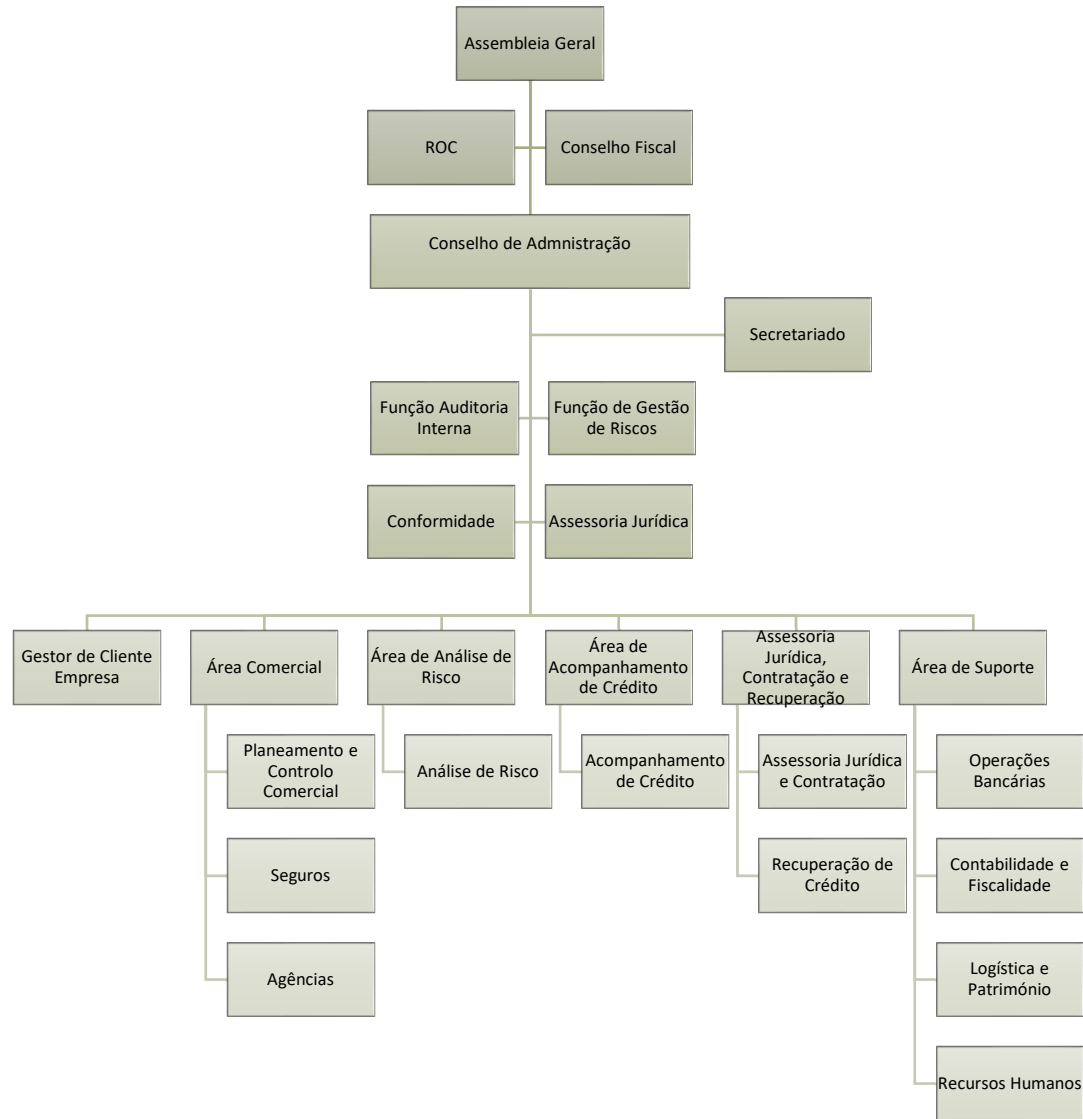 Assembleia Geral
ROC
Conselho Fiscal
Conselho de Admnistração
Secretariado
Função Auditoria
Interna
Função de Gestão
de Riscos
Conformidade
Assessoria Jurídica
Gestor de Cliente
Empresa
Área Comercial
Área de Análise de
Risco
Área de
Acompanhamento
de Crédito
Assessoria
Jurídica,
Contratação e
Recuperação
Área de Suporte
Planeamento e
Controlo
Comercial
Análise de Risco
Acompanhamento
de Crédito
Assessoria Jurídica
e Contratação
Operações
Bancárias
Seguros
Recuperação de
Crédito
Contabilidade e
Fiscalidade
Agências
Logística e
Património
Recursos Humanos